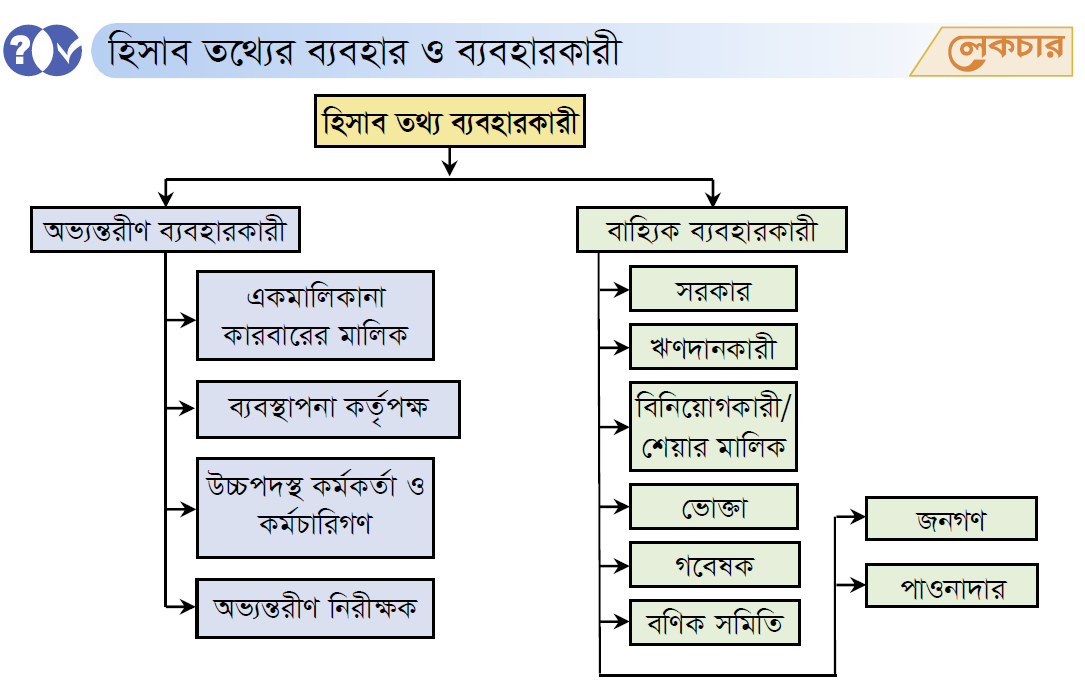 হিসাব তথ্যের ব্যবহার ও ব্যবহারকারী
লেকচার
হিসাব তথ্য ব্যবহারকারী
অভ্যন্তরীণ ব্যবহারকারী
একমালিকানা
কারবারের মালিক
ব্যবস্থাপনা কর্তৃপক্ষ
উচ্চপদস্থ কর্মকর্তা ও
কর্মচারিগণ
অভ্যন্তরীণ নিরীক্ষক
বাহ্যিক ব্যবহারকারী
সরকার
ঋণদানকারী
বিনিয়োগকারী/
শেয়ার মালিক
ভোক্তা
গবেষক
বণিক সমিতি
জনগণ
পাওনাদার